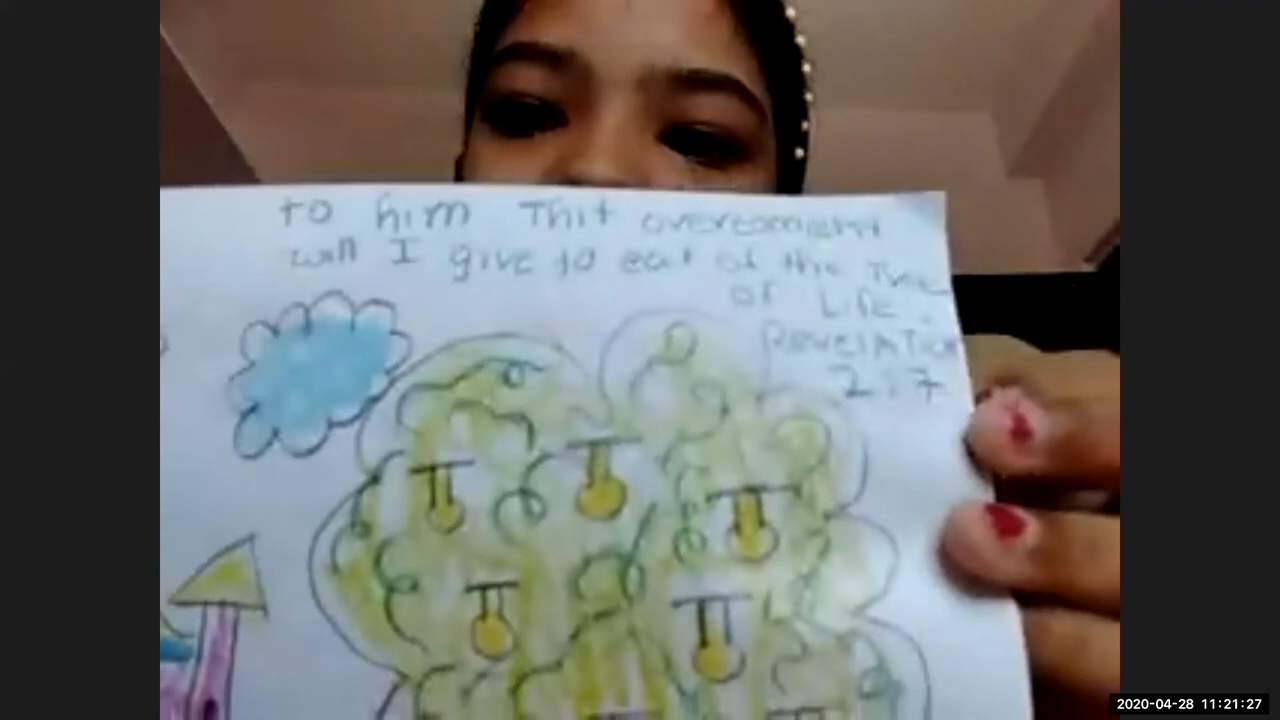 to him Thit overcometh
will I give to eat of the Tree
of Life.
Revelation
2:7
2020-04-28 11:21:27